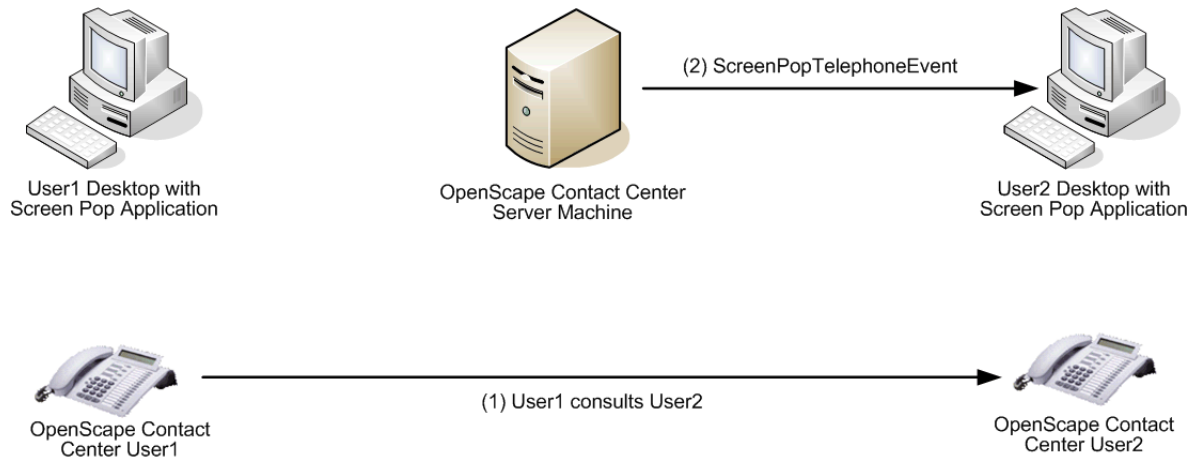 (2) ScreenPopTelephoneEvent
User1 Desktop with
Screen Pop Application
OpenScape Contact Center
Server Machine
User2 Desktop with
Screen Pop Application
(1) User1 consults User2
OpenScape Contact
Center User1
OpenScape Contact
Center User2